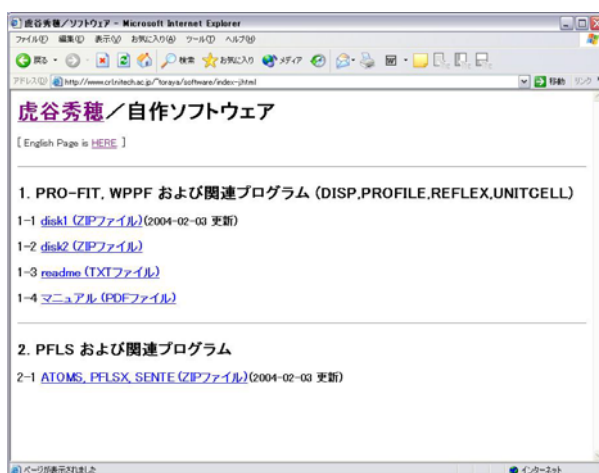 虎谷秀穂/ソフトウェア - Microsoft Internet Explorer
ファイル(F) 編集(E) 表示(V) お気に入り(A) ツール(T) ヘルプ(H)
戻る 検索 お気に入り メディア
アドレス(D) http://www.crl.nitech.ac.jp/~toraya/software/index-j.html 移動 リンク
虎谷秀穂/自作ソフトウェア
[ English Page is HERE ]
1. PRO-FIT, WPPF および関連プログラム (DISP,PROFILE,REFLEX,UNITCELL)
1-1 disk1 (ZIPファイル)(2004-02-03 更新)
1-2 disk2 (ZIPファイル)
1-3 readme (TXTファイル)
1-4 マニュアル (PDFファイル)
2. PFLS および関連プログラム
2-1 ATOMS, PFLSX, SENTE (ZIPファイル)(2004-02-03 更新)
ページが表示されました インターネット